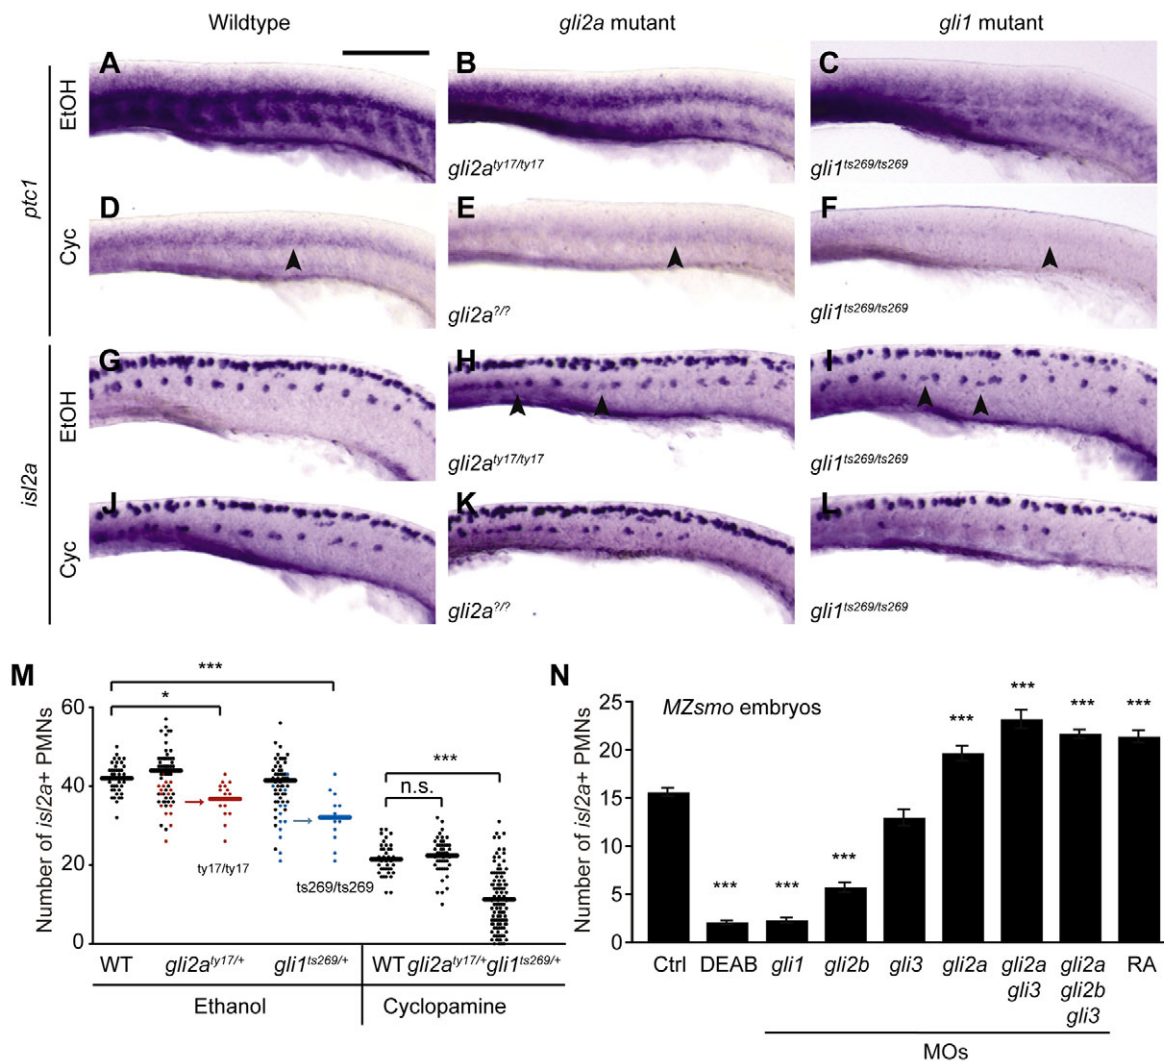 Wildtype gli2a mutant gli1 mutant
A B C
EtOH
gli2a^ty17/ty17 gli1^ts269/ts269
ptc1
D E F
Cyc
gli2a^?/? gli1^ts269/ts269
G H I
EtOH
gli2a^ty17/ty17 gli1^ts269/ts269
isl2a
J K L
Cyc
gli2a^?/? gli1^ts269/ts269
M
Number of isl2a+ PMNs
60
40
20
0
***
*
ty17/ty17
ts269/ts269
***
n.s.
WT gli2a^ty17/+ gli1^ts269/+ WT gli2a^ty17/+ gli1^ts269/+
Ethanol Cyclopamine
N
MZsmo embryos
Number of isl2a+ PMNs
25
20
15
10
5
0
*** *** *** *** *** *** ***
Ctrl DEAB gli1 gli2b gli3 gli2a gli2a gli3 gli2a gli2b gli3 RA
MOs